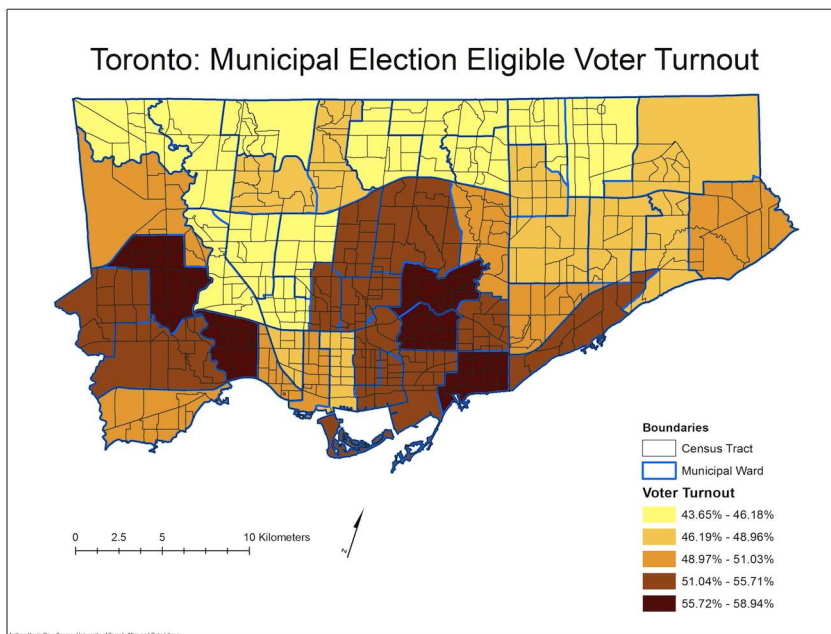 Toronto: Municipal Election Eligible Voter Turnout
Boundaries
Census Tract
Municipal Ward
Voter Turnout
43.65% - 46.18%
46.19% - 48.96%
48.97% - 51.03%
51.04% - 55.71%
55.72% - 58.94%
0 2.5 5 10 Kilometers
N